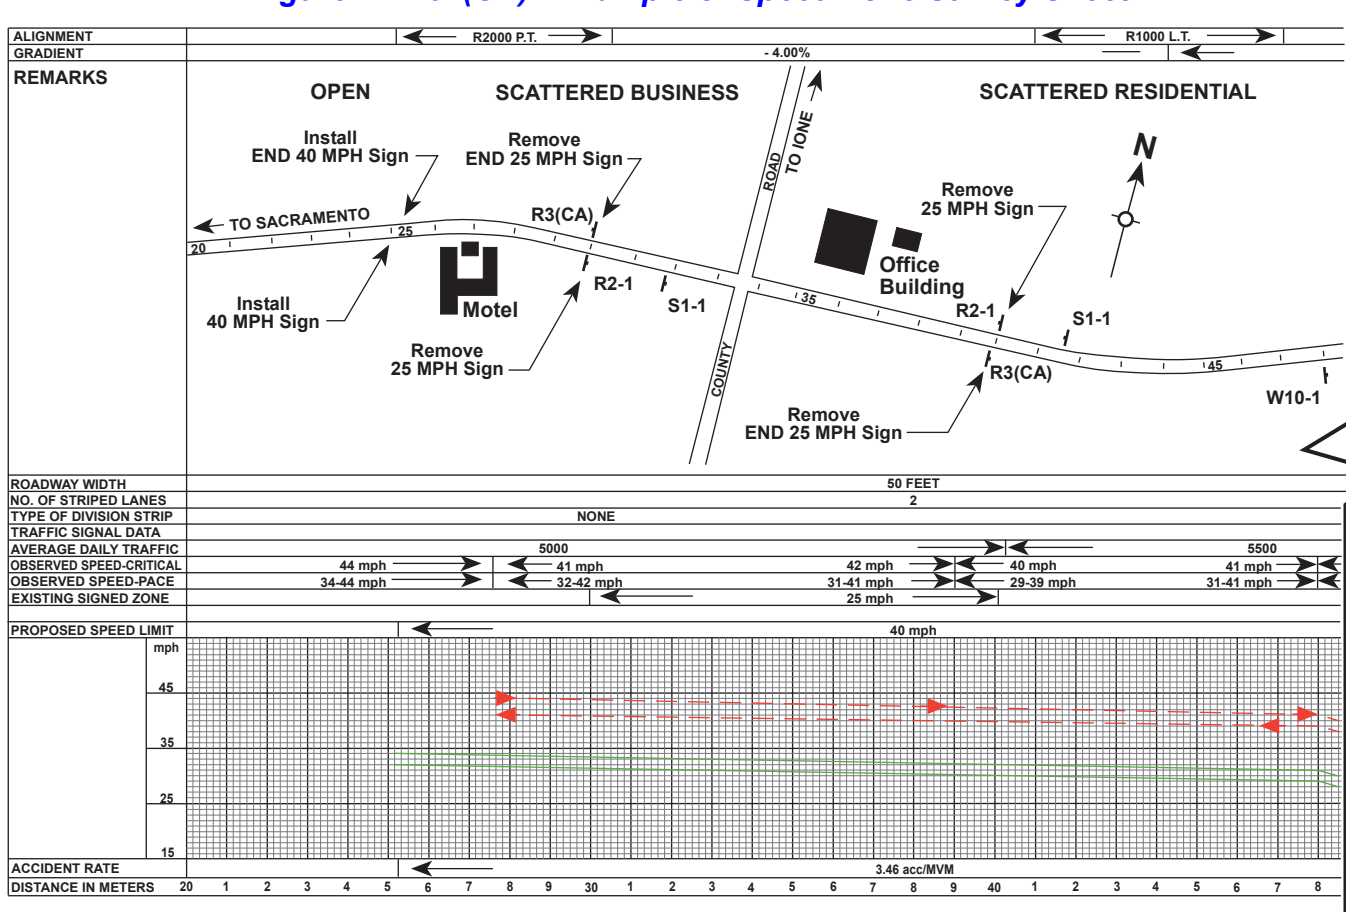 ALIGNMENT R2000 P.T. R1000 L.T.
GRADIENT - 4.00%
REMARKS
OPEN SCATTERED BUSINESS SCATTERED RESIDENTIAL
Install
END 40 MPH Sign
Remove
END 25 MPH Sign
ROAD
TO IONE
N
Remove
25 MPH Sign
TO SACRAMENTO
R3(CA)
20
25
Office
Building
Install
40 MPH Sign
Motel
R2-1
S1-1
35
R2-1
S1-1
Remove
25 MPH Sign
COUNTY
R3(CA)
45
W10-1
Remove
END 25 MPH Sign
ROADWAY WIDTH 50 FEET
NO. OF STRIPED LANES 2
TYPE OF DIVISION STRIP NONE
TRAFFIC SIGNAL DATA
AVERAGE DAILY TRAFFIC 5000 5500
OBSERVED SPEED-CRITICAL 44 mph 41 mph 42 mph 40 mph 41 mph
OBSERVED SPEED-PACE 34-44 mph 32-42 mph 31-41 mph 29-39 mph 31-41 mph
EXISTING SIGNED ZONE 25 mph
PROPOSED SPEED LIMIT 40 mph
mph
45
35
25
15
ACCIDENT RATE 3.46 acc/MVM
DISTANCE IN METERS 20 1 2 3 4 5 6 7 8 9 30 1 2 3 4 5 6 7 8 9 40 1 2 3 4 5 6 7 8